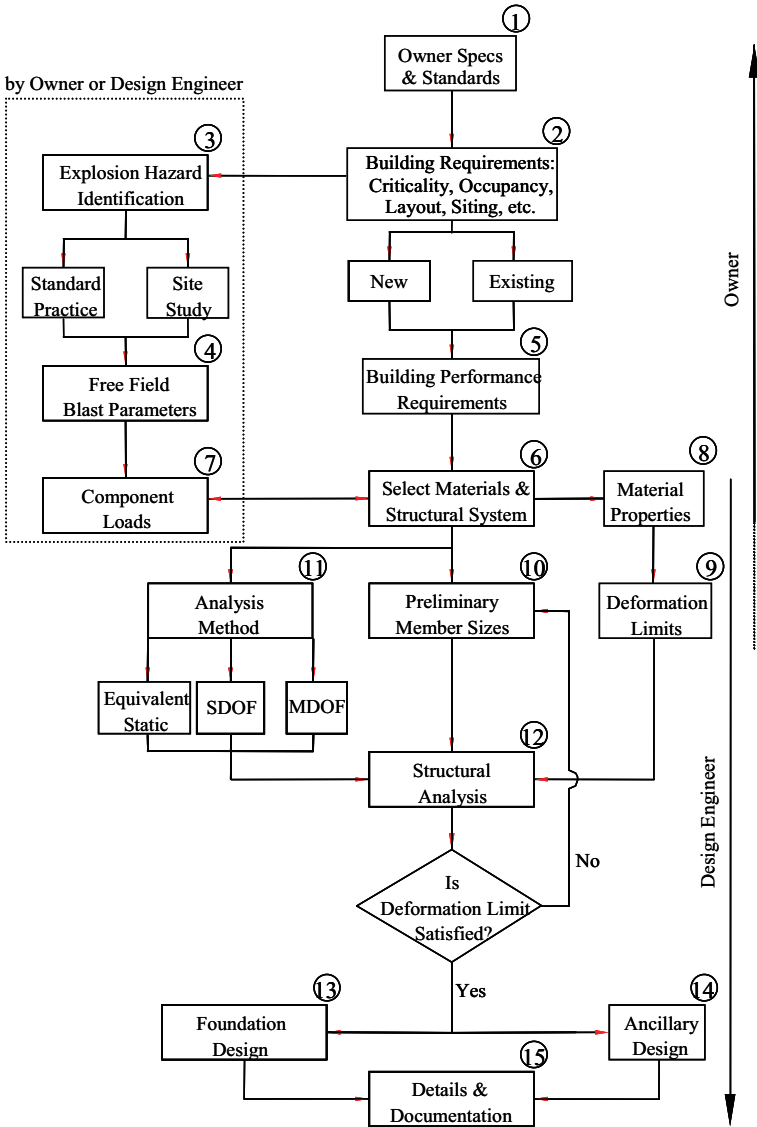 1
Owner Specs
& Standards
by Owner or Design Engineer
2
Building Requirements:
Criticality, Occupancy,
Layout, Siting, etc.
3
Explosion Hazard
Identification
Standard
Practice
Site
Study
New
Existing
Owner
4
Free Field
Blast Parameters
5
Building Performance
Requirements
7
Component
Loads
6
Select Materials &
Structural System
8
Material
Properties
11
Analysis
Method
10
Preliminary
Member Sizes
9
Deformation
Limits
Equivalent
Static
SDOF
MDOF
12
Structural
Analysis
Design Engineer
Is
Deformation Limit
Satisfied?
No
Yes
13
Foundation
Design
14
Ancillary
Design
15
Details &
Documentation